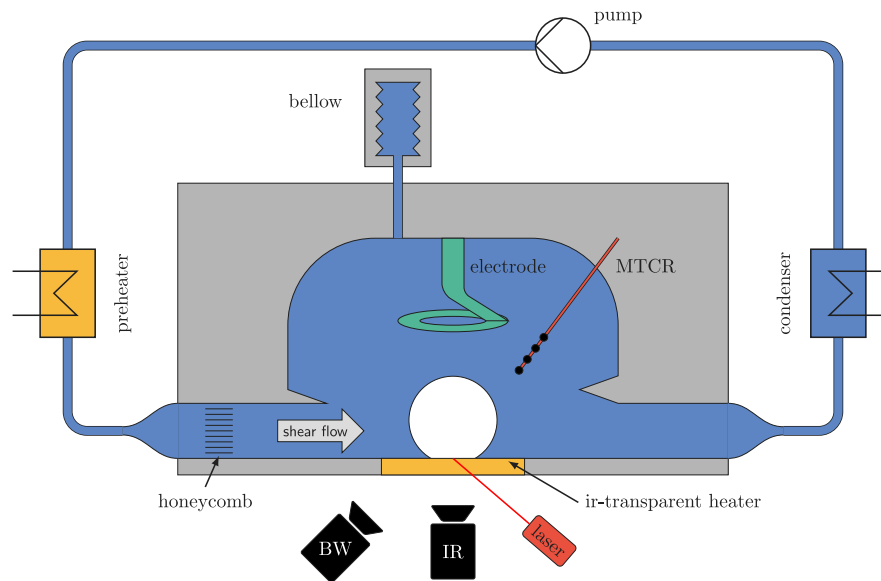 pump
bellow
electrode
MTCR
preheater
condenser
shear flow
honeycomb
ir-transparent heater
BW
IR
laser